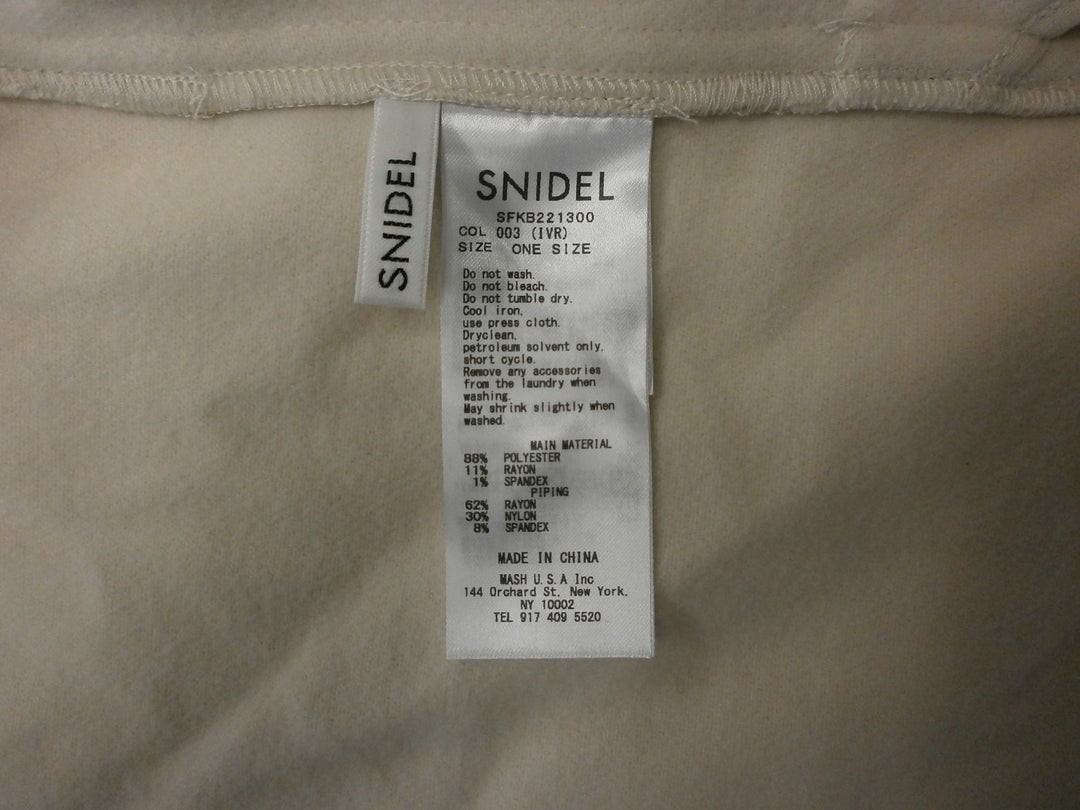 SNIDEL
SNIDEL
SFKB221300
COL 003 (IVR)
SIZE ONE SIZE
Do not wash.
Do not bleach.
Do not tumble dry.
Cool iron.
use press cloth.
Dryclean.
petroleum solvent only,
short cycle.
Remove any accessories
from the laundry when
washing.
May shrink slightly when
washed.
MAIN MATERIAL
88% POLYESTER
11% RAYON
1% SPANDEX
PIPING
62% RAYON
30% NYLON
8% SPANDEX
MADE IN CHINA
MASH U.S.A Inc
144 Orchard St, New York,
NY 10002
TEL 917 409 5520